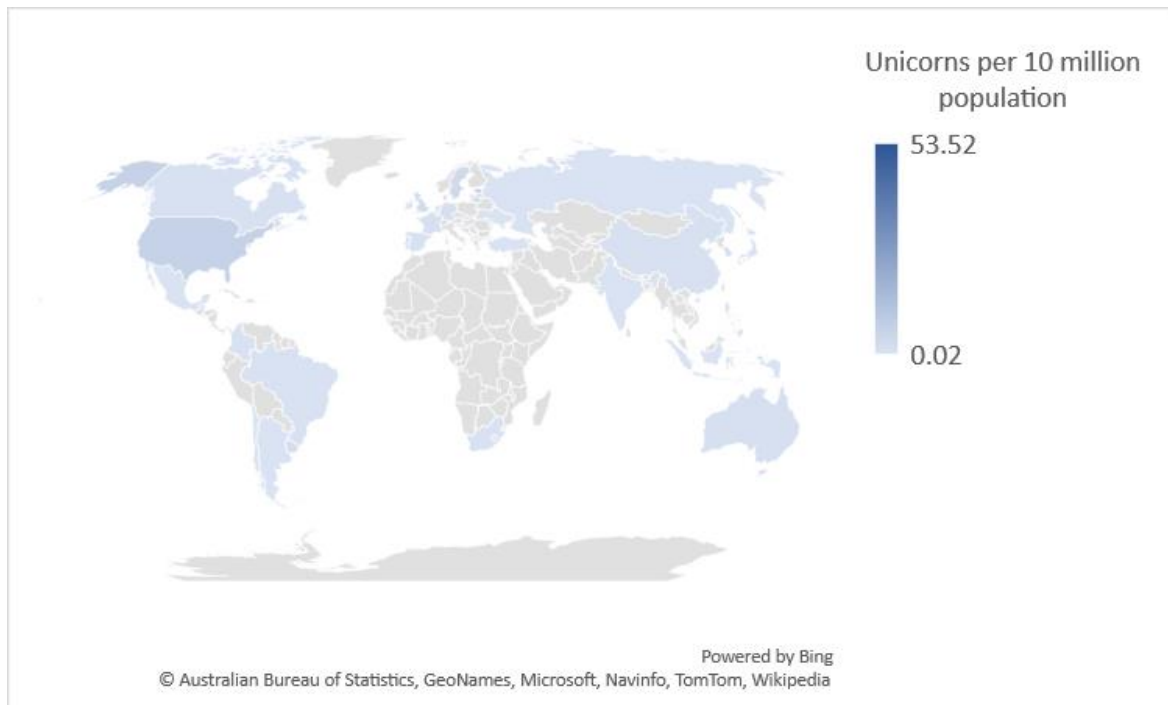 Unicorns per 10 million
population
53.52
0.02
Powered by Bing
© Australian Bureau of Statistics, GeoNames, Microsoft, Navinfo, TomTom, Wikipedia